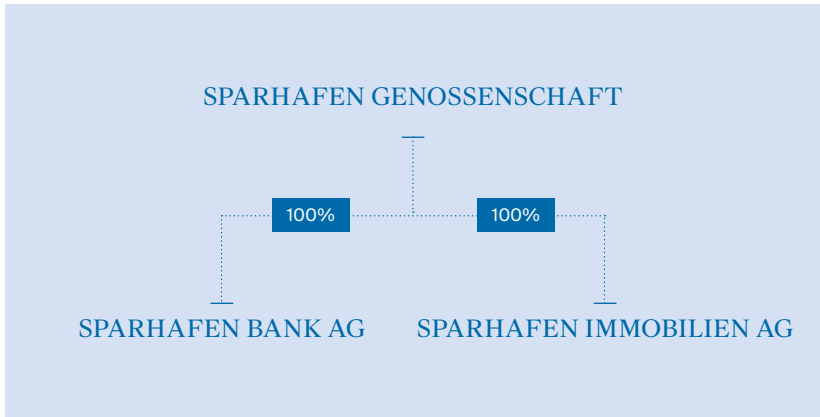 SPARHAFEN GENOSSENSCHAFT
100%
100%
SPARHAFEN BANK AG
SPARHAFEN IMMOBILIEN AG